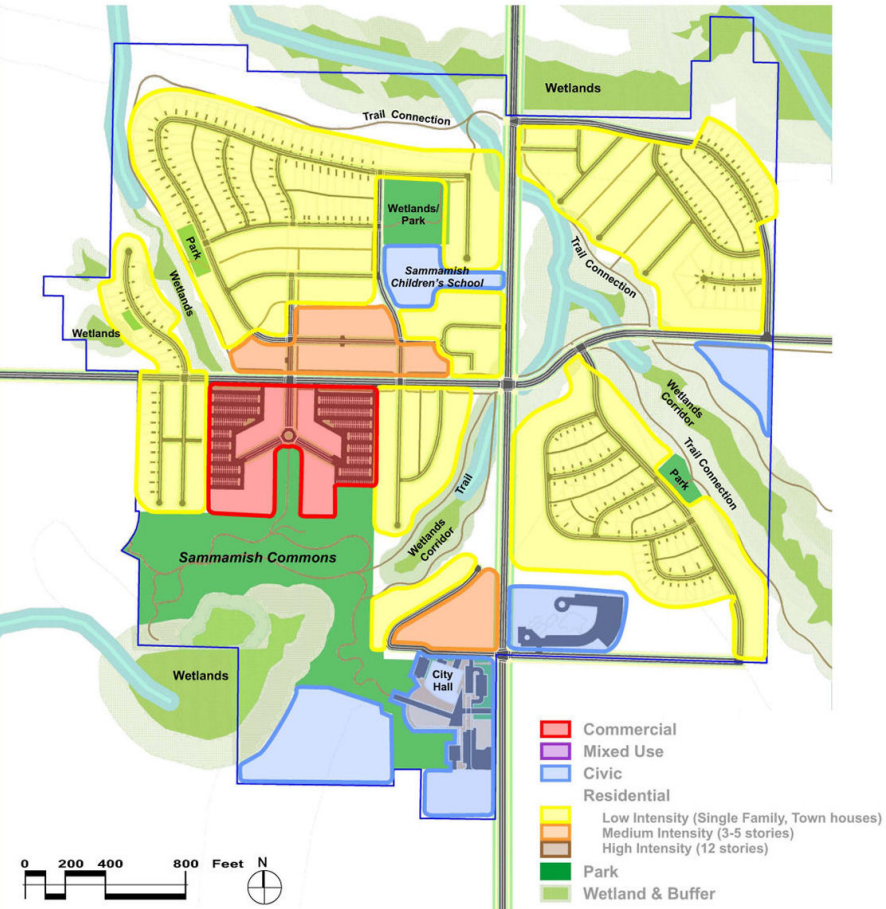 Wetlands
Trail Connection
Wetlands/
Park
Park
Sammamish
Children's School
Trail Connection
Wetlands
Wetlands
Wetlands
Corridor
Trail Connection
Park
Trail
Wetlands
Corridor
Sammamish Commons
Wetlands
City
Hall
Commercial
Mixed Use
Civic
Residential
Low Intensity (Single Family, Town houses)
Medium Intensity (3-5 stories)
High Intensity (12 stories)
Park
Wetland & Buffer
0 200 400 800 Feet N